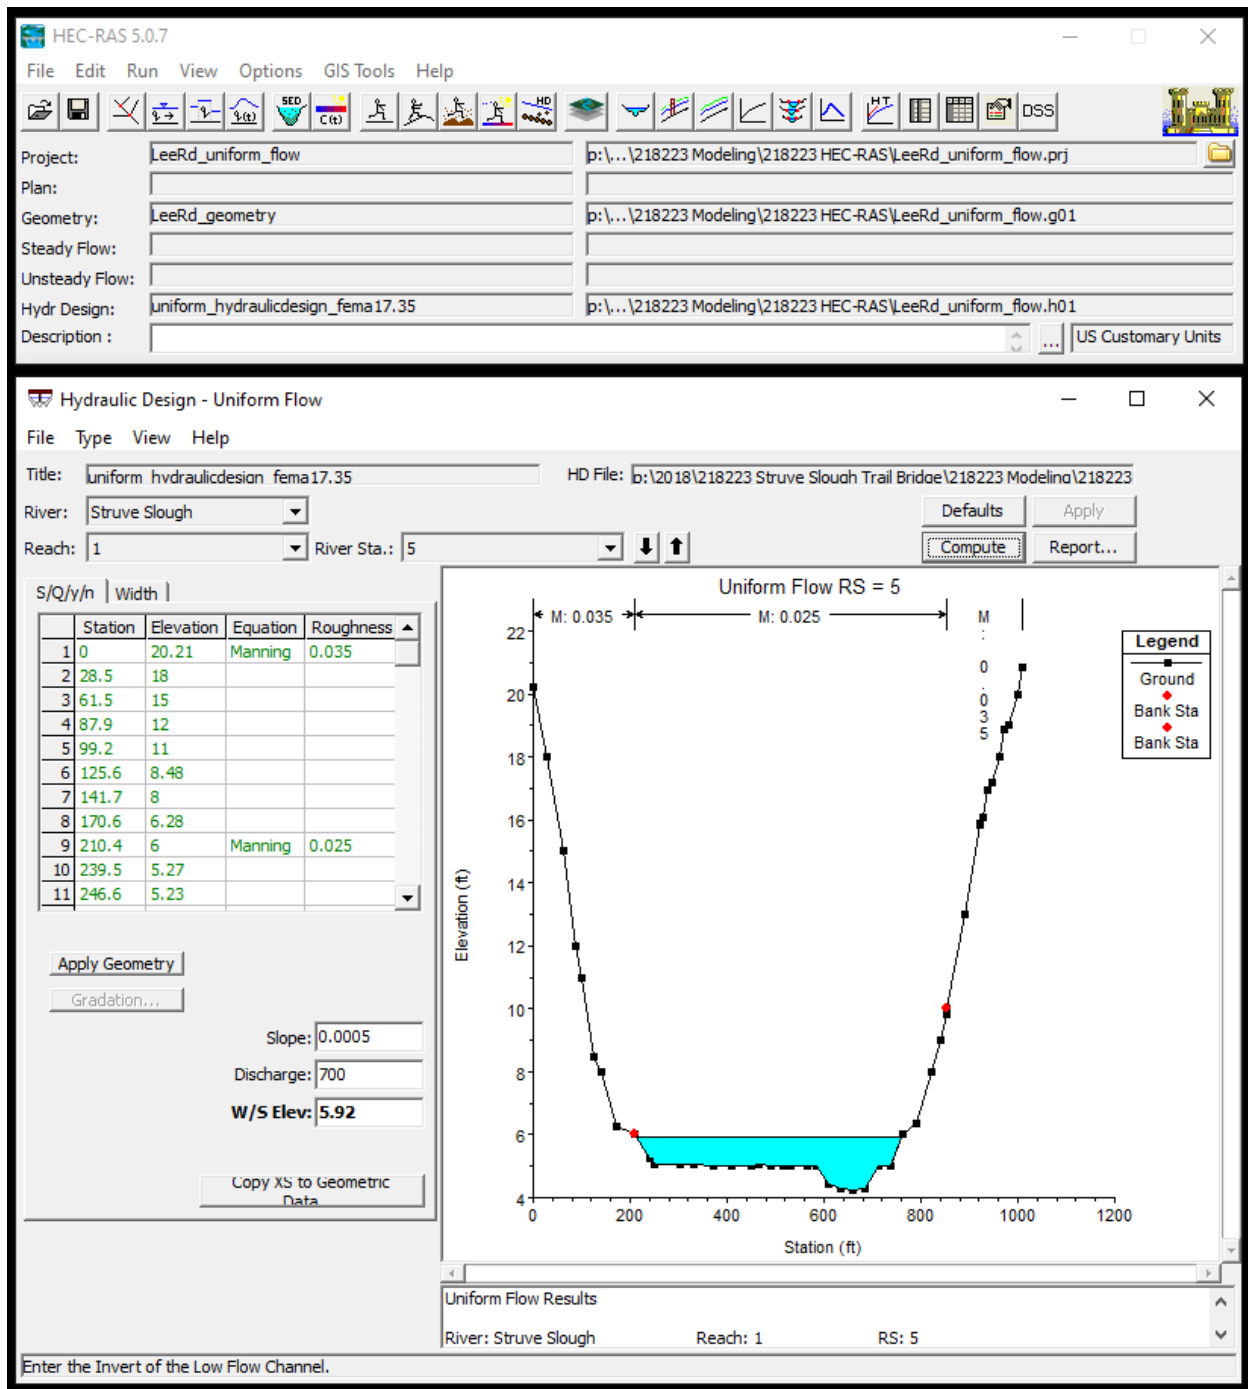 HEC-RAS 5.0.7
File Edit Run View Options GIS Tools Help
SED C(t) HD HT DSS
Project: LeeRd_uniform_flow p:\...\218223 Modeling\218223 HEC-RAS\LeeRd_uniform_flow.prj
Plan:
Geometry: LeeRd_geometry p:\...\218223 Modeling\218223 HEC-RAS\LeeRd_uniform_flow.g01
Steady Flow:
Unsteady Flow:
Hydr Design: uniform_hydraulicdesign_fema17.35 p:\...\218223 Modeling\218223 HEC-RAS\LeeRd_uniform_flow.h01
Description : ... US Customary Units
Hydraulic Design - Uniform Flow
File Type View Help
Title: uniform_hydraulicdesign_fema17.35 HD File: p:\2018\218223 Struve Slough Trail Bridge\218223 Modeling\218223
River: Struve Slough Defaults Apply
Reach: 1 River Sta.: 5 Compute Report...
S/Q/y/n Width
Station Elevation Equation Roughness
1 0 20.21 Manning 0.035
2 28.5 18
3 61.5 15
4 87.9 12
5 99.2 11
6 125.6 8.48
7 141.7 8
8 170.6 6.28
9 210.4 6 Manning 0.025
10 239.5 5.27
11 246.6 5.23
Apply Geometry
Gradation...
Slope: 0.0005
Discharge: 700
W/S Elev: 5.92
Copy XS to Geometric
Data
Uniform Flow RS = 5
M: 0.035 M: 0.025 M: 0.035
Legend
Ground
Bank Sta
Bank Sta
22
20
18
16
14
12
10
8
6
4
Elevation (ft)
0 200 400 600 800 1000 1200
Station (ft)
Uniform Flow Results
River: Struve Slough Reach: 1 RS: 5
Enter the Invert of the Low Flow Channel.